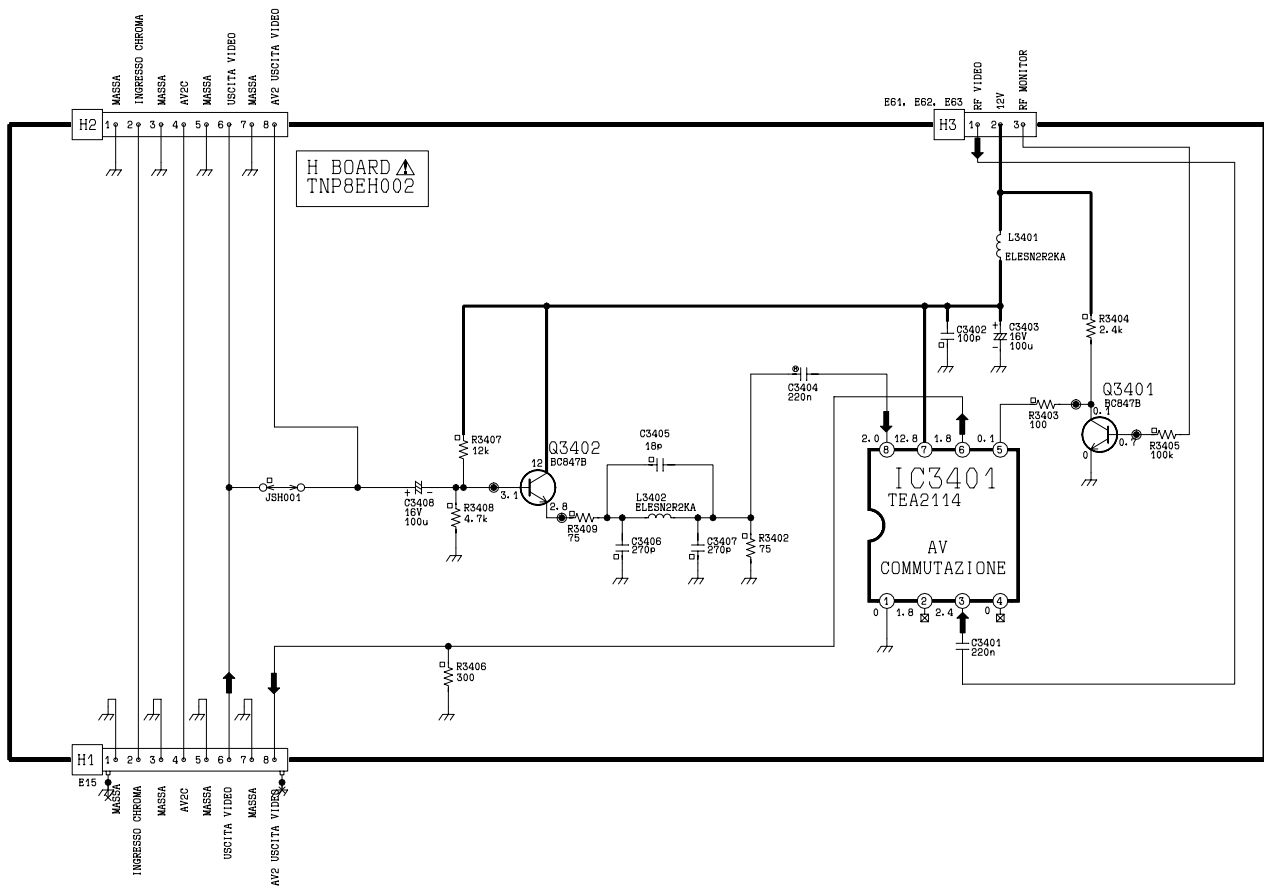 MASSA
INGRESSO CHROMA
MASSA
AV2C
MASSA
USCITA VIDEO
MASSA
AV2 USCITA VIDEO
H2
1 2 3 4 5 6 7 8
H BOARD
TNP8EH002
E61. E62. E63
RF VIDEO
12V
RF MONITOR
H3
1 2 3
L3401
ELESN2R2KA
C3402
100p
C3403
16V
100u
+
-
R3404
2.4k
C3404
220n
Q3401
BC847B
0.1
0.7
0
R3403
100
R3405
100k
R3407
12k
Q3402
BC847B
12
3.1
2.8
C3405
18p
L3402
ELESN2R2KA
JSH001
+ -
C3408
16V
100u
R3408
4.7k
R3409
75
C3406
270p
C3407
270p
R3402
75
2.0 12.8 1.8 0.1
8 7 6 5
IC3401
TEA2114
AV
COMMUTAZIONE
1 2 3 4
0 1.8 2.4 0
C3401
220n
R3406
300
H1
1 2 3 4 5 6 7 8
E15
MASSA
INGRESSO CHROMA
MASSA
AV2C
MASSA
USCITA VIDEO
MASSA
AV2 USCITA VIDEO